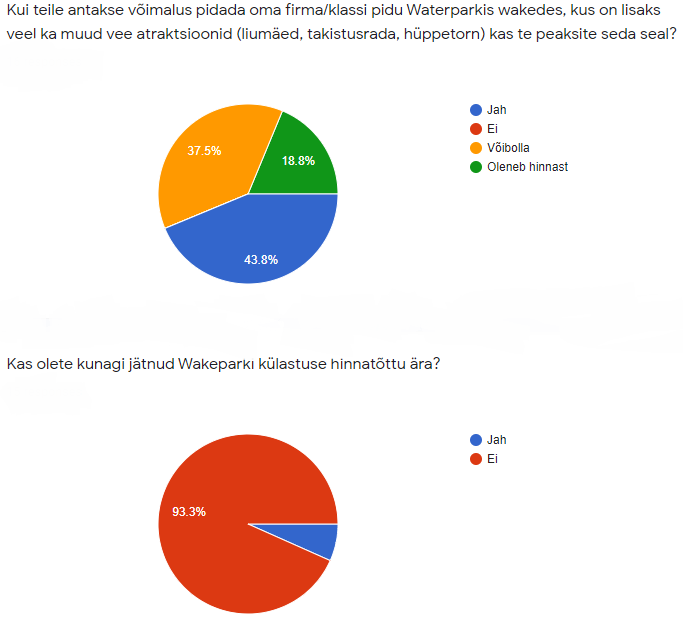 Kui teile antakse võimalus pidada oma firma/klassi pidu Waterparkis wakedes, kus on lisaks
veel ka muud vee atraktsioonid (liumäed, takistusrada, hüppetorn) kas te peaksite seda seal?
Jah
Ei
Võibolla
Oleneb hinnast
37.5%
18.8%
43.8%
Kas olete kunagi jätnud Wakeparkı külastuse hinnatõttu ära?
Jah
Ei
93.3%